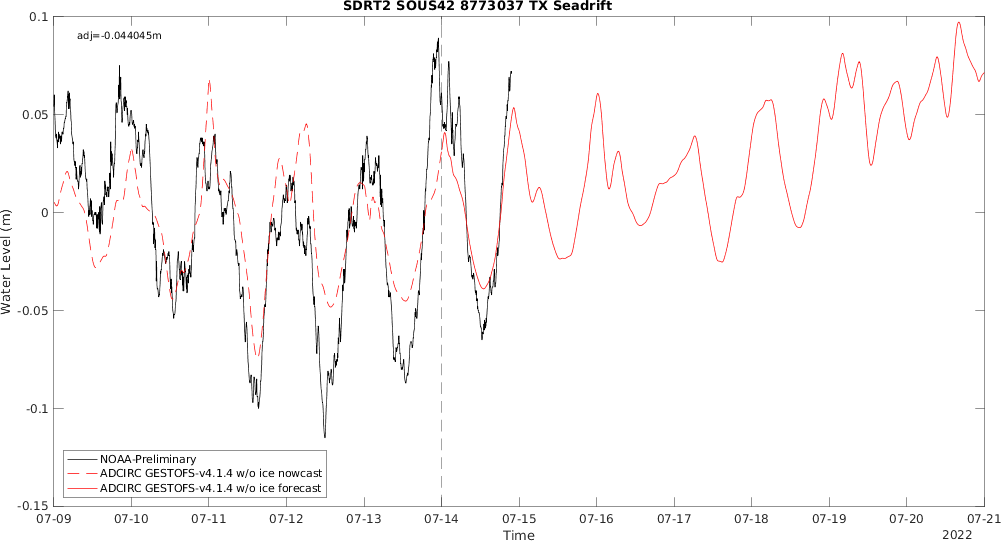 SDRT2 SOUS42 8773037 TX Seadrift
adj=-0.044045m
0.1
0.05
0
-0.05
-0.1
-0.15
Water Level (m)
NOAA-Preliminary
ADCIRC GESTOFS-v4.1.4 w/o ice nowcast
ADCIRC GESTOFS-v4.1.4 w/o ice forecast
07-09 07-10 07-11 07-12 07-13 07-14 07-15 07-16 07-17 07-18 07-19 07-20 07-21
Time
2022